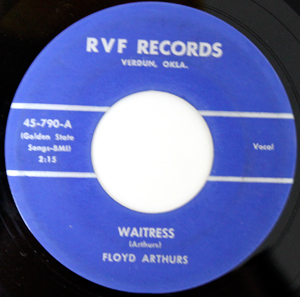 RVF RECORDS
VERDUN, OKLA.
45-790-A
(Golden State
Songs-BMI)
2:15
Vocal
WAITRESS
(Arthurs)
FLOYD ARTHURS